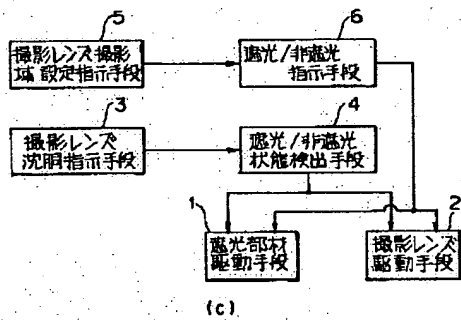 5
撮影レンズ撮影
域設定指示手段
6
遮光/非遮光
指示手段
3
撮影レンズ
沈胴指示手段
4
遮光/非遮光
状態検出手段
1
遮光部材
駆動手段
2
撮影レンズ
駆動手段
(c)